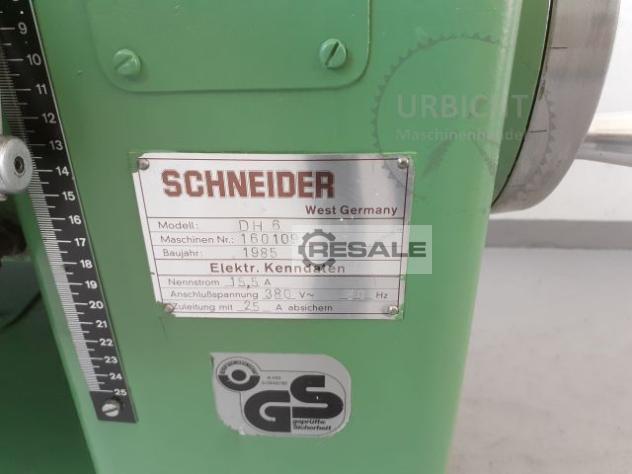 9
10
11
12
13
14
15
16
17
18
19
20
21
22
23
24
25
URBICHT
Maschinenhandel
SCHNEIDER
West Germany
Modell: DH 6
Maschinen Nr.:
Baujahr: 1985
RESALE
Elektr. Kenndaten
Nennstrom 15,5 A
Anschlußspannung 380 V~ Hz
Zuleitung mit 25 A absichern
GS
geprüfte
Sicherheit